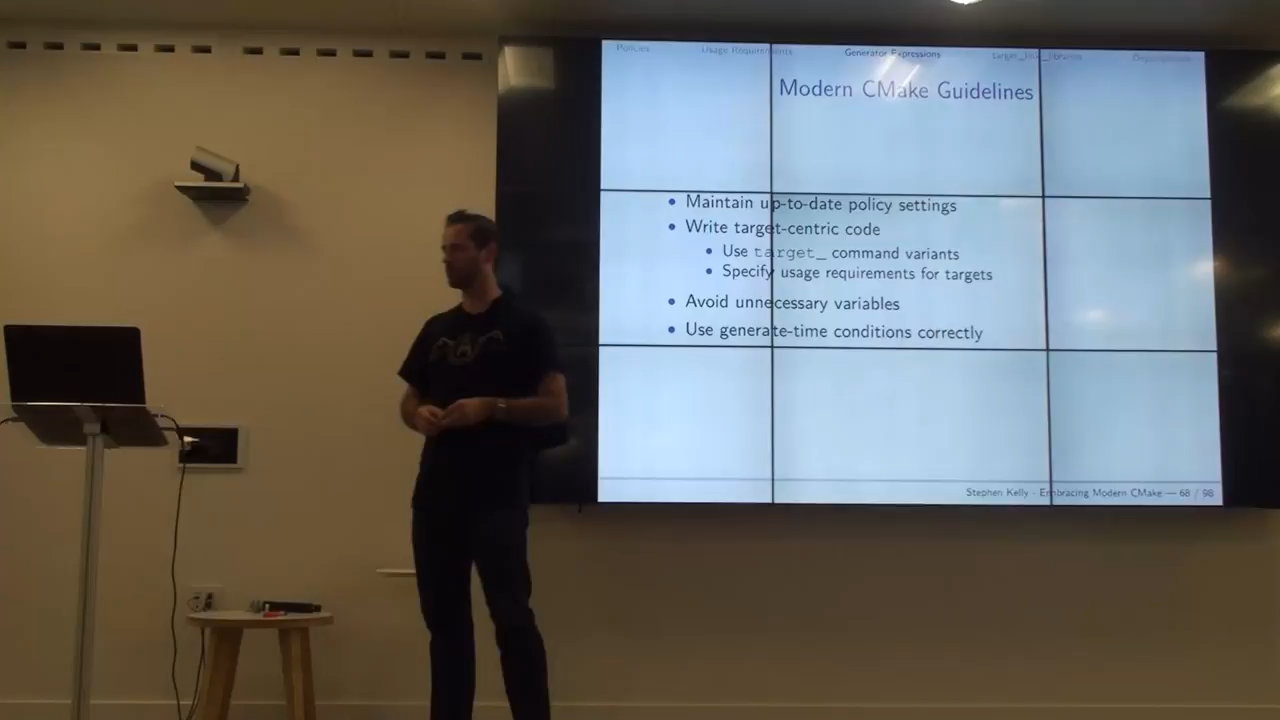 Policies Usage Requirements Generator Expressions target_link_libraries Dependencies
Modern CMake Guidelines
• Maintain up-to-date policy settings
• Write target-centric code
• Use target_ command variants
• Specify usage requirements for targets
• Avoid unnecessary variables
• Use generate-time conditions correctly
Stephen Kelly · Embracing Modern CMake — 68 / 98